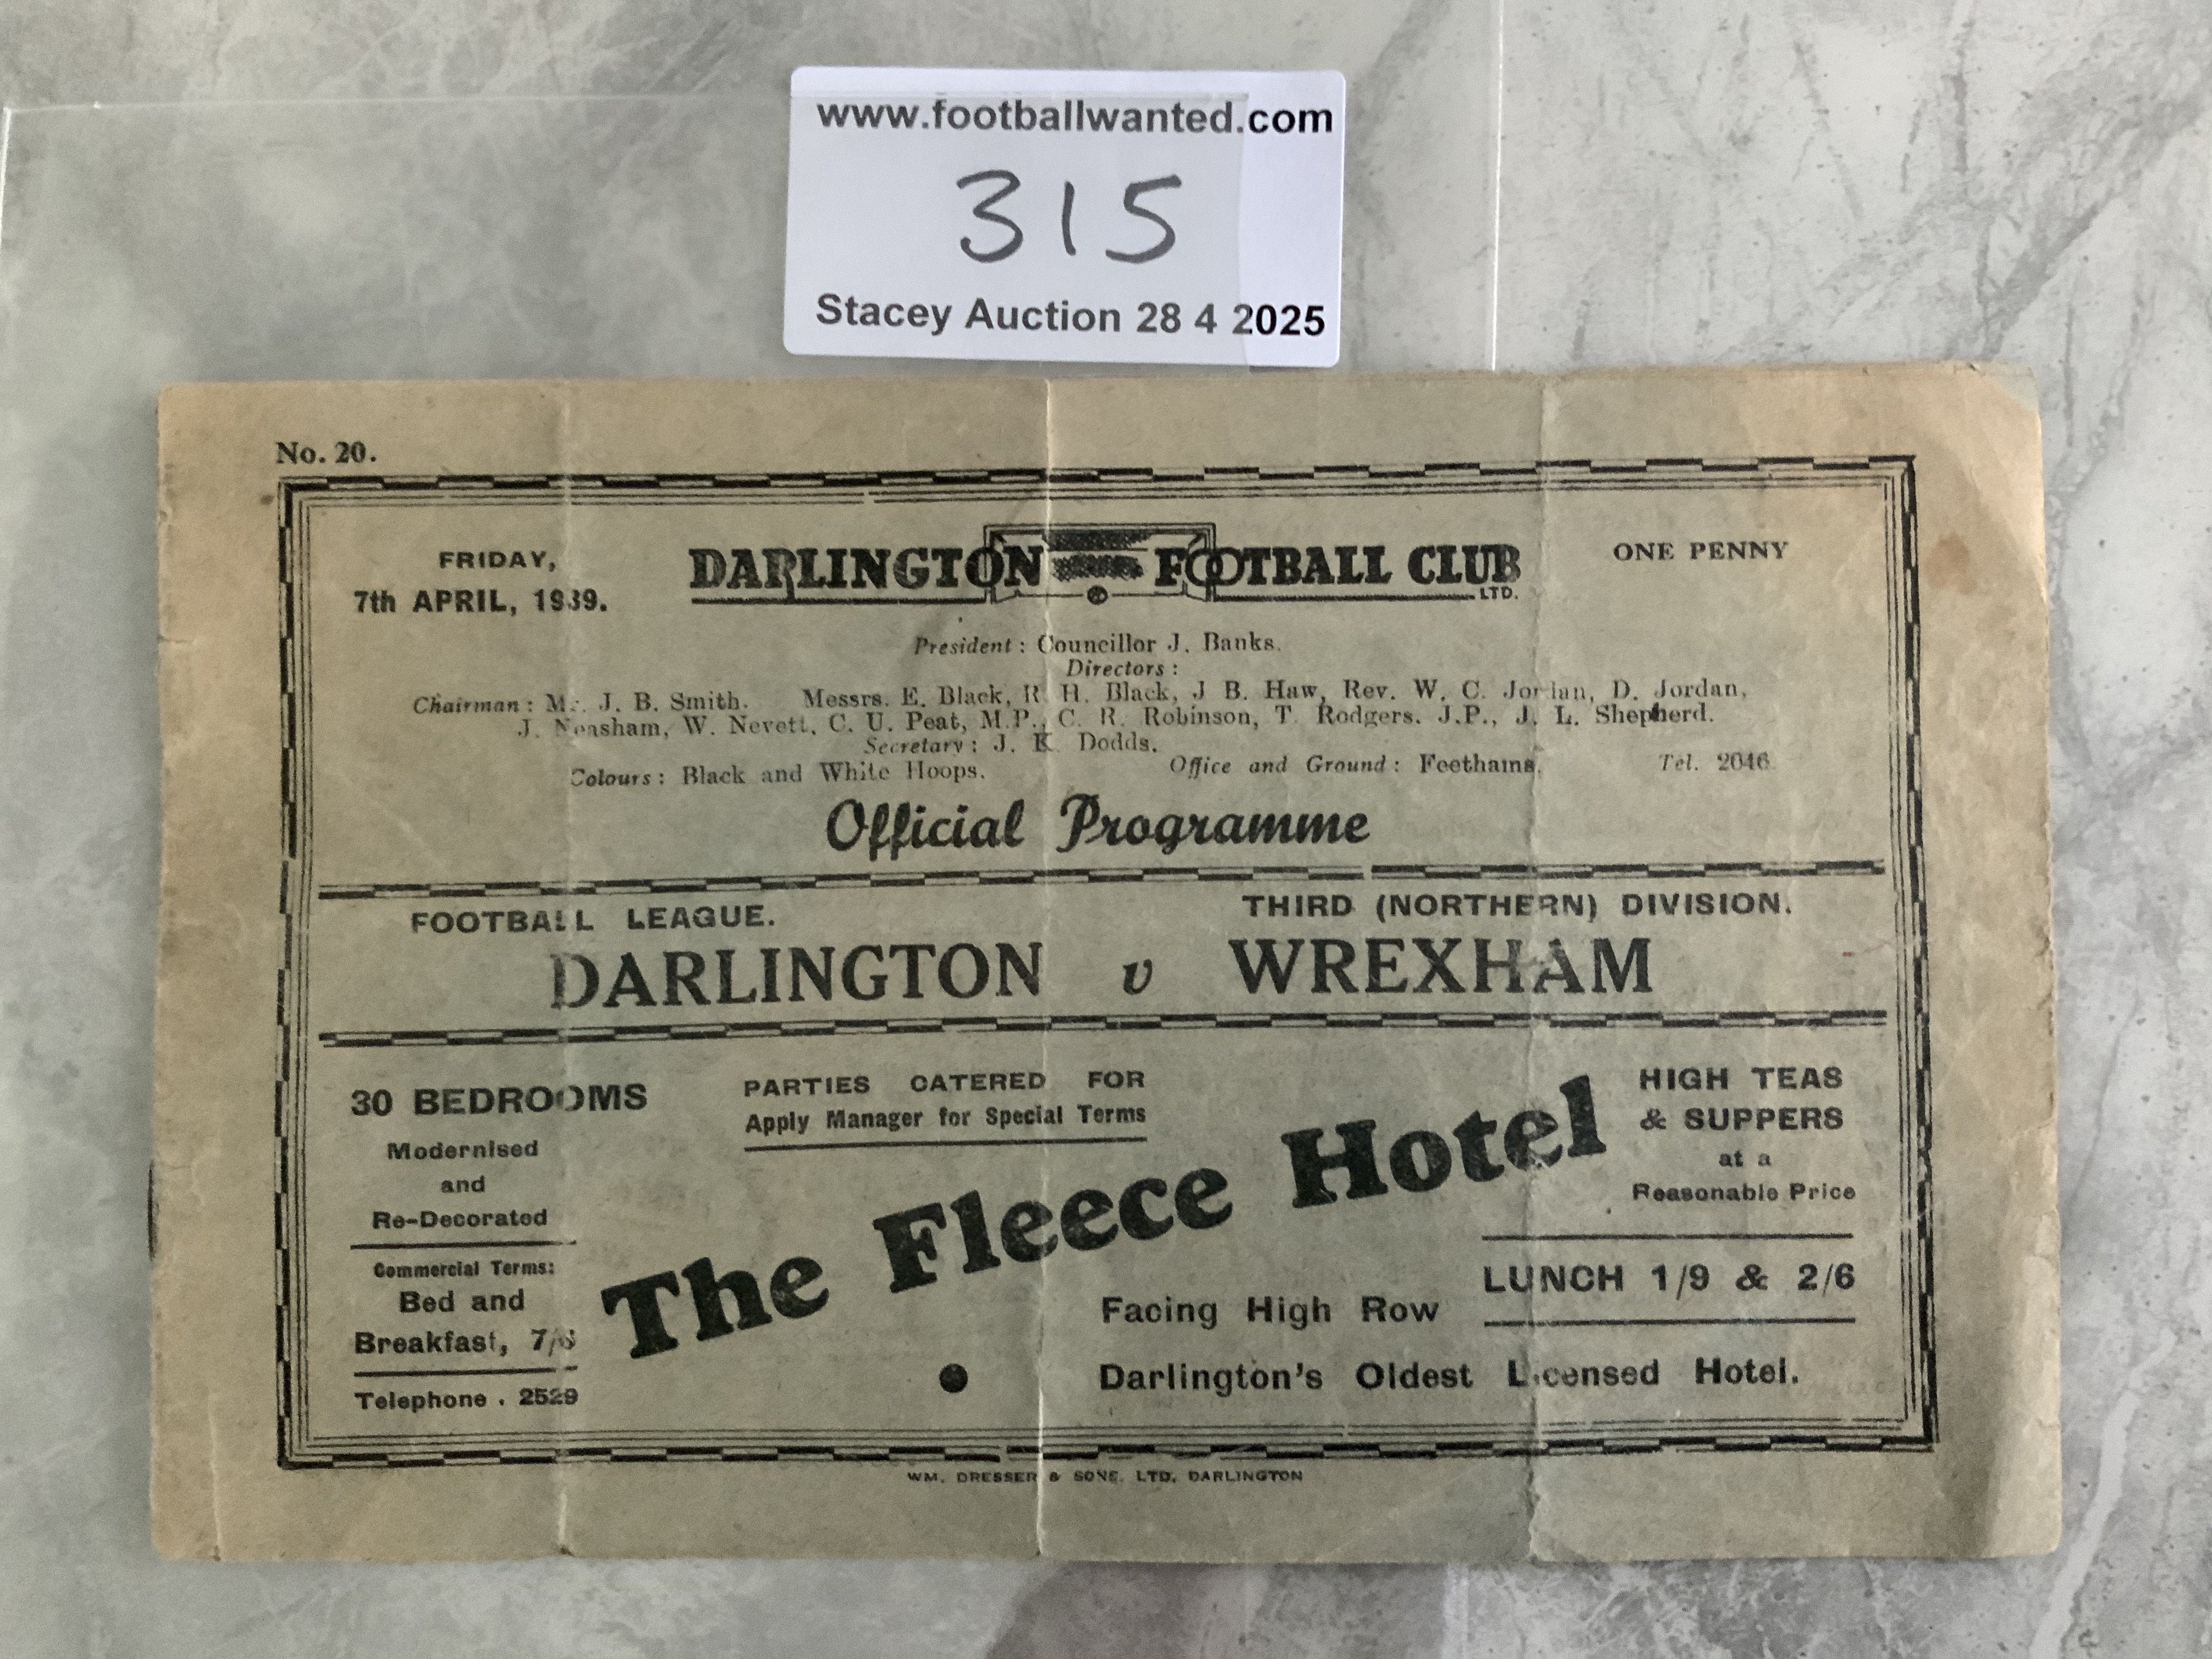 www.footballwanted.com
315
Stacey Auction 28 4 2025
No. 20.
FRIDAY,
7th APRIL, 1939.
DARLINGTON FOOTBALL CLUB
LTD.
ONE PENNY
President: Councillor J. Banks.
Directors:
Chairman: Mr. J. B. Smith. Messrs. E. Black, R. H. Black, J. B. Haw, Rev. W. C. Jordan, D. Jordan,
J. Neasham, W. Nevett, C. U. Peat, M.P., C. R. Robinson, T. Rodgers. J.P., J. L. Shepherd.
Secretary: J. K. Dodds.
Colours: Black and White Hoops. Office and Ground: Feethams. Tel. 2046
Official Programme
FOOTBALL LEAGUE. THIRD (NORTHERN) DIVISION.
DARLINGTON v WREXHAM
30 BEDROOMS
Modernised
and
Re-Decorated
Commercial Terms:
Bed and
Breakfast, 7/6
Telephone . 2529
PARTIES CATERED FOR
Apply Manager for Special Terms
The Fleece Hotel
HIGH TEAS
& SUPPERS
at a
Reasonable Price
LUNCH 1/9 & 2/6
Facing High Row
Darlington's Oldest Licensed Hotel.
WM. DRESSER & SONS. LTD, DARLINGTON